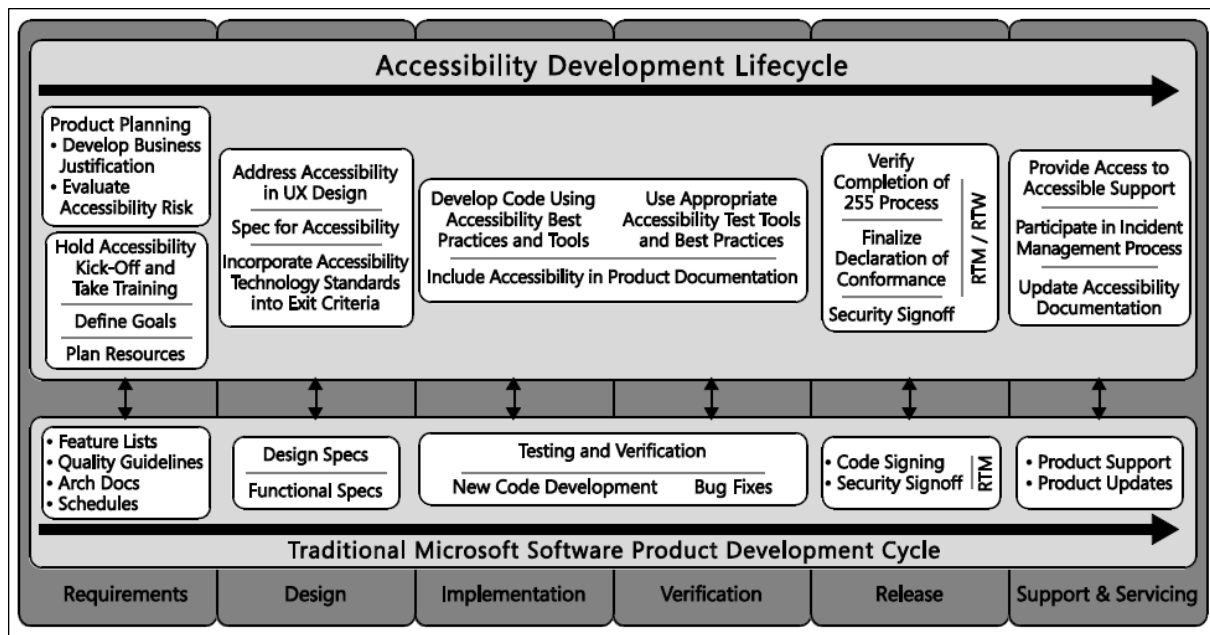 Accessibility Development Lifecycle
Product Planning
• Develop Business
Justification
• Evaluate
Accessibility Risk
Hold Accessibility
Kick-Off and
Take Training
Define Goals
Plan Resources
Address Accessibility
in UX Design
Spec for Accessibility
Incorporate Accessibility
Technology Standards
into Exit Criteria
Develop Code Using
Accessibility Best
Practices and Tools
Use Appropriate
Accessibility Test Tools
and Best Practices
Include Accessibility in Product Documentation
Verify
Completion of
255 Process
Finalize
Declaration of
Conformance
Security Signoff
RTM / RTW
Provide Access to
Accessible Support
Participate in Incident
Management Process
Update Accessibility
Documentation
• Feature Lists
• Quality Guidelines
• Arch Docs
• Schedules
Design Specs
Functional Specs
Testing and Verification
New Code Development
Bug Fixes
• Code Signing
• Security Signoff
RTM
• Product Support
• Product Updates
Traditional Microsoft Software Product Development Cycle
Requirements
Design
Implementation
Verification
Release
Support & Servicing